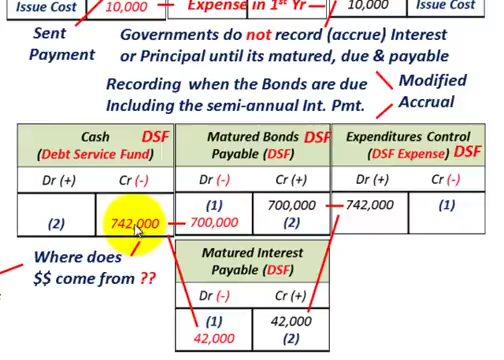 Issue Cost 10,000 Expense in 1st Yr 10,000 Issue Cost
Sent
Payment
Governments do not record (accrue) Interest
or Principal until its matured, due & payable
Recording when the Bonds are due
Including the semi-annual Int. Pmt.
Modified
Accrual
Cash DSF
(Debt Service Fund)
Dr (+) Cr (-)
(2) 742,000
Matured Bonds DSF
Payable (DSF)
Dr (-) Cr (+)
(1) 700,000
700,000 (2)
Expenditures Control
(DSF Expense) DSF
Dr (+) Cr (-)
742,000 (1)
Where does
$$ come from ??
Matured Interest
Payable (DSF)
Dr (-) Cr (+)
(1) 42,000
42,000 (2)